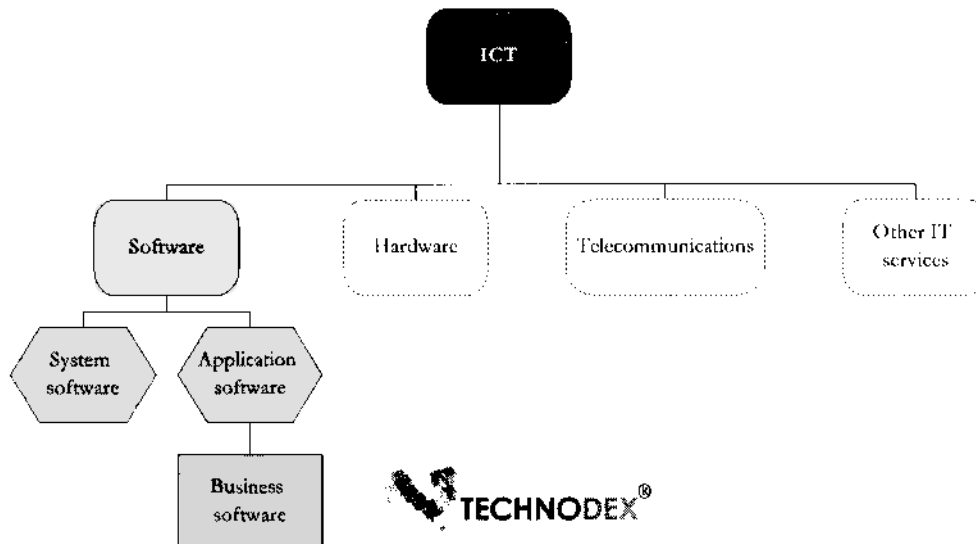 ICT
Software
Hardware
Telecommunications
Other IT
services
System
software
Application
software
Business
software
TECHNODEX®